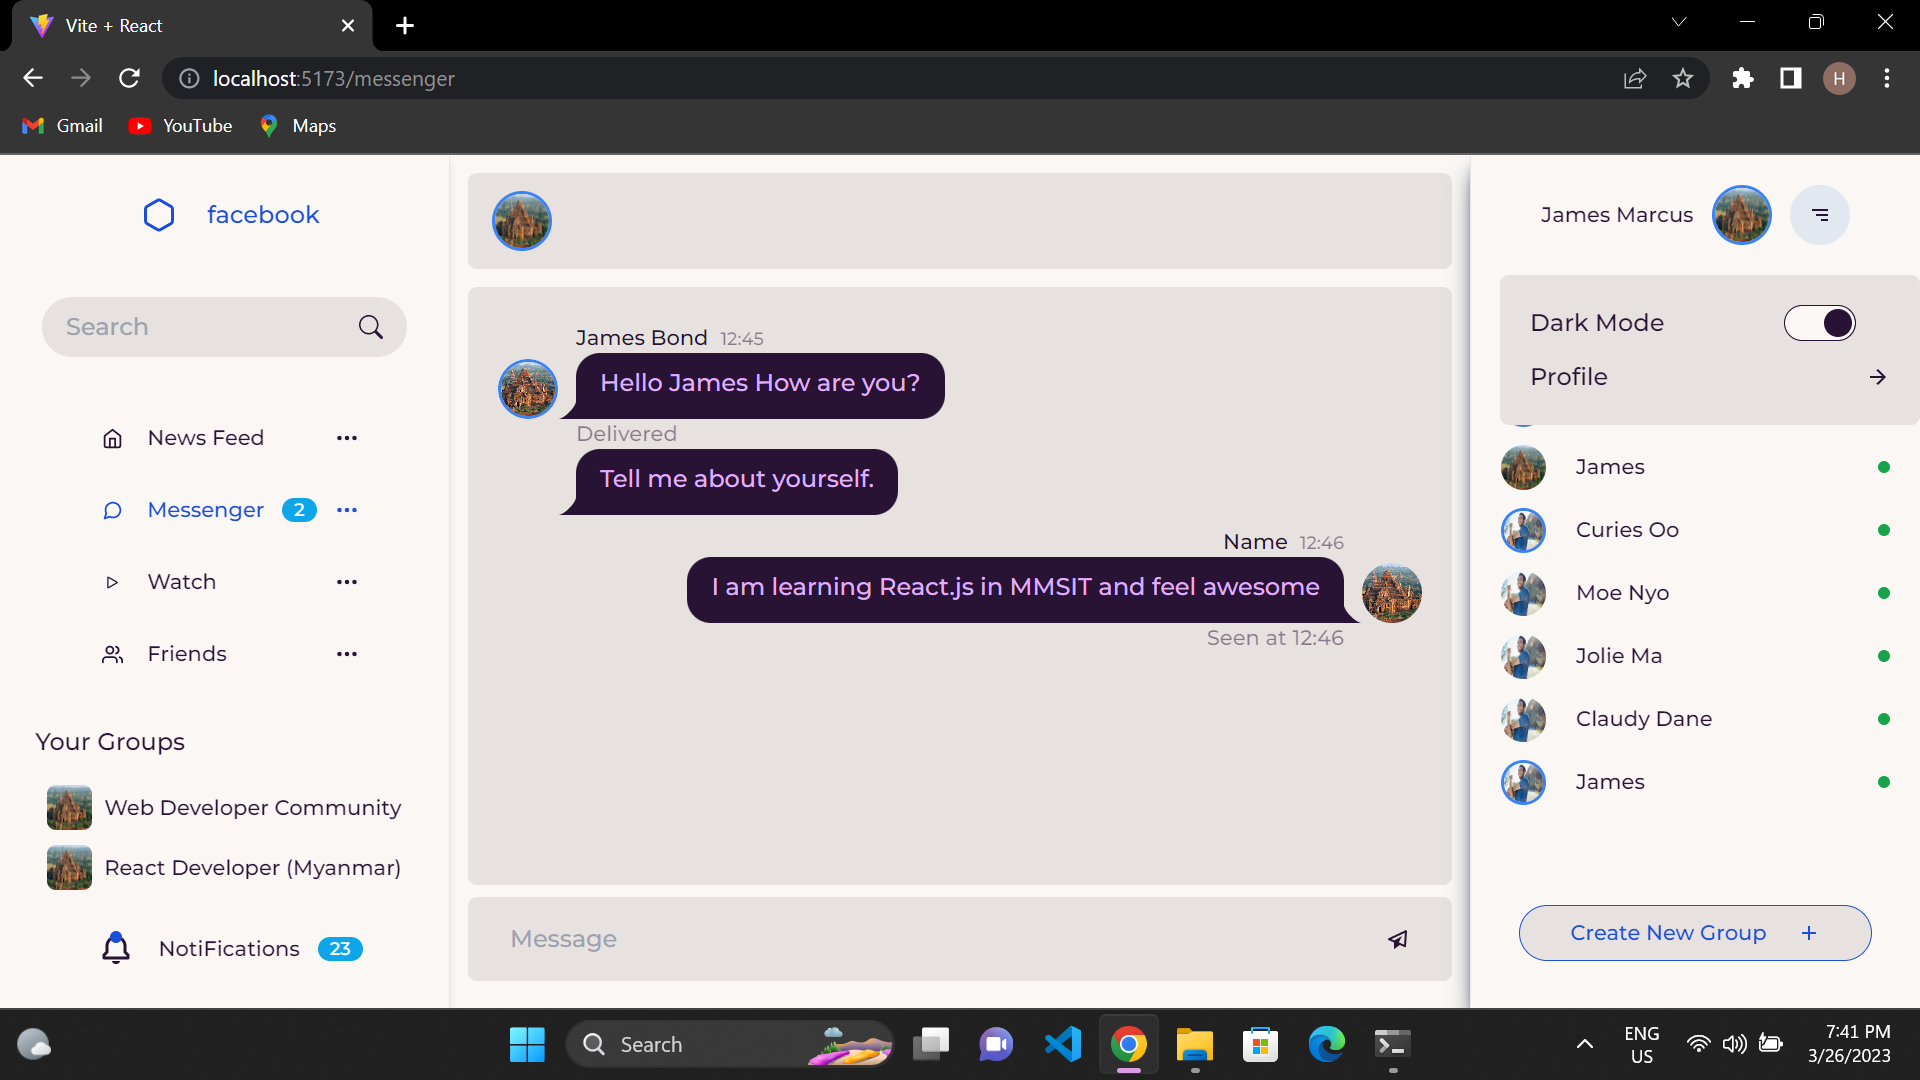 Vite + React
localhost:5173/messenger
H
Gmail
YouTube
Maps
facebook
Search
News Feed
Messenger 2
Watch
Friends
Your Groups
Web Developer Community
React Developer (Myanmar)
NotiFications 23
James Bond 12:45
Hello James How are you?
Delivered
Tell me about yourself.
Name 12:46
I am learning React.js in MMSIT and feel awesome
Seen at 12:46
Message
James Marcus
Dark Mode
Profile
James
Curies Oo
Moe Nyo
Jolie Ma
Claudy Dane
James
Create New Group +
Search
ENG
US
7:41 PM
3/26/2023